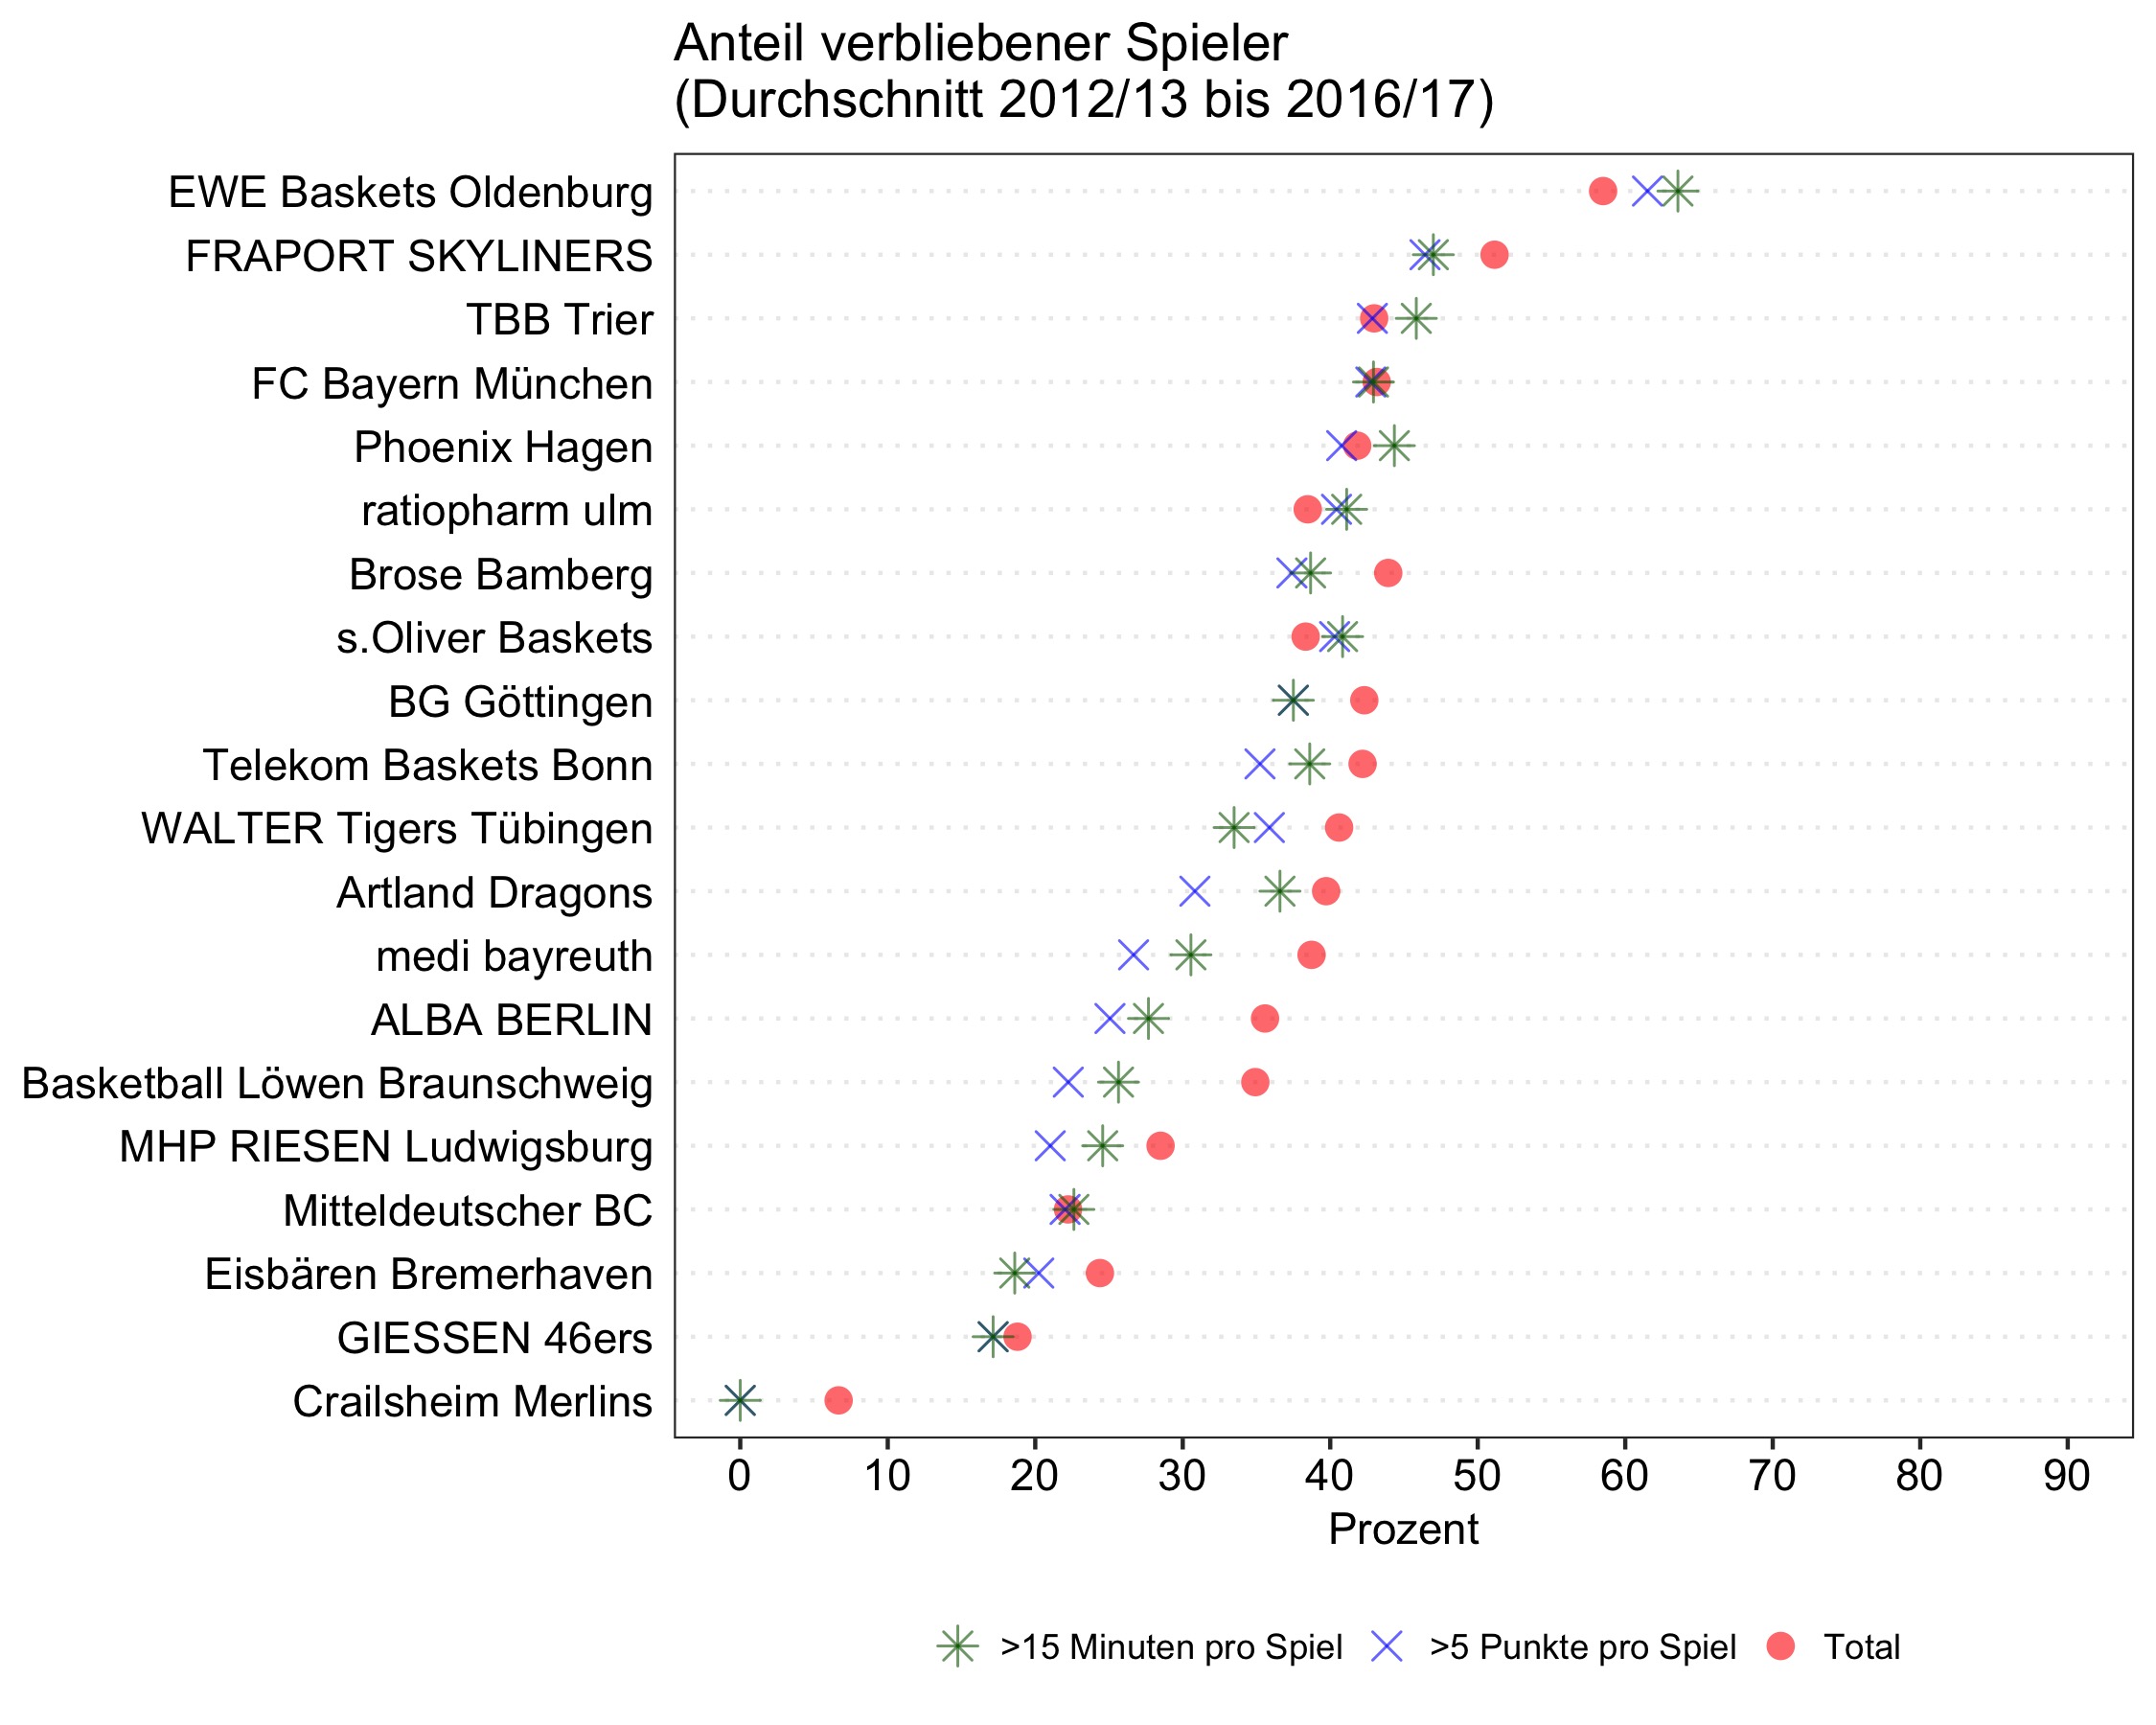 Anteil verbliebener Spieler
(Durchschnitt 2012/13 bis 2016/17)
EWE Baskets Oldenburg
FRAPORT SKYLINERS
TBB Trier
FC Bayern München
Phoenix Hagen
ratiopharm ulm
Brose Bamberg
s.Oliver Baskets
BG Göttingen
Telekom Baskets Bonn
WALTER Tigers Tübingen
Artland Dragons
medi bayreuth
ALBA BERLIN
Basketball Löwen Braunschweig
MHP RIESEN Ludwigsburg
Mitteldeutscher BC
Eisbären Bremerhaven
GIESSEN 46ers
Crailsheim Merlins
0 10 20 30 40 50 60 70 80 90
Prozent
>15 Minuten pro Spiel >5 Punkte pro Spiel Total